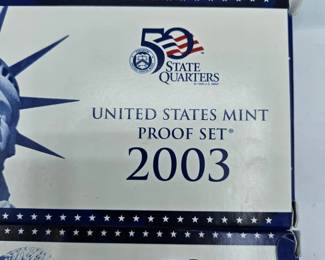 50
STATE
QUARTERS
UNITED STATES MINT
PROOF SET®
2003